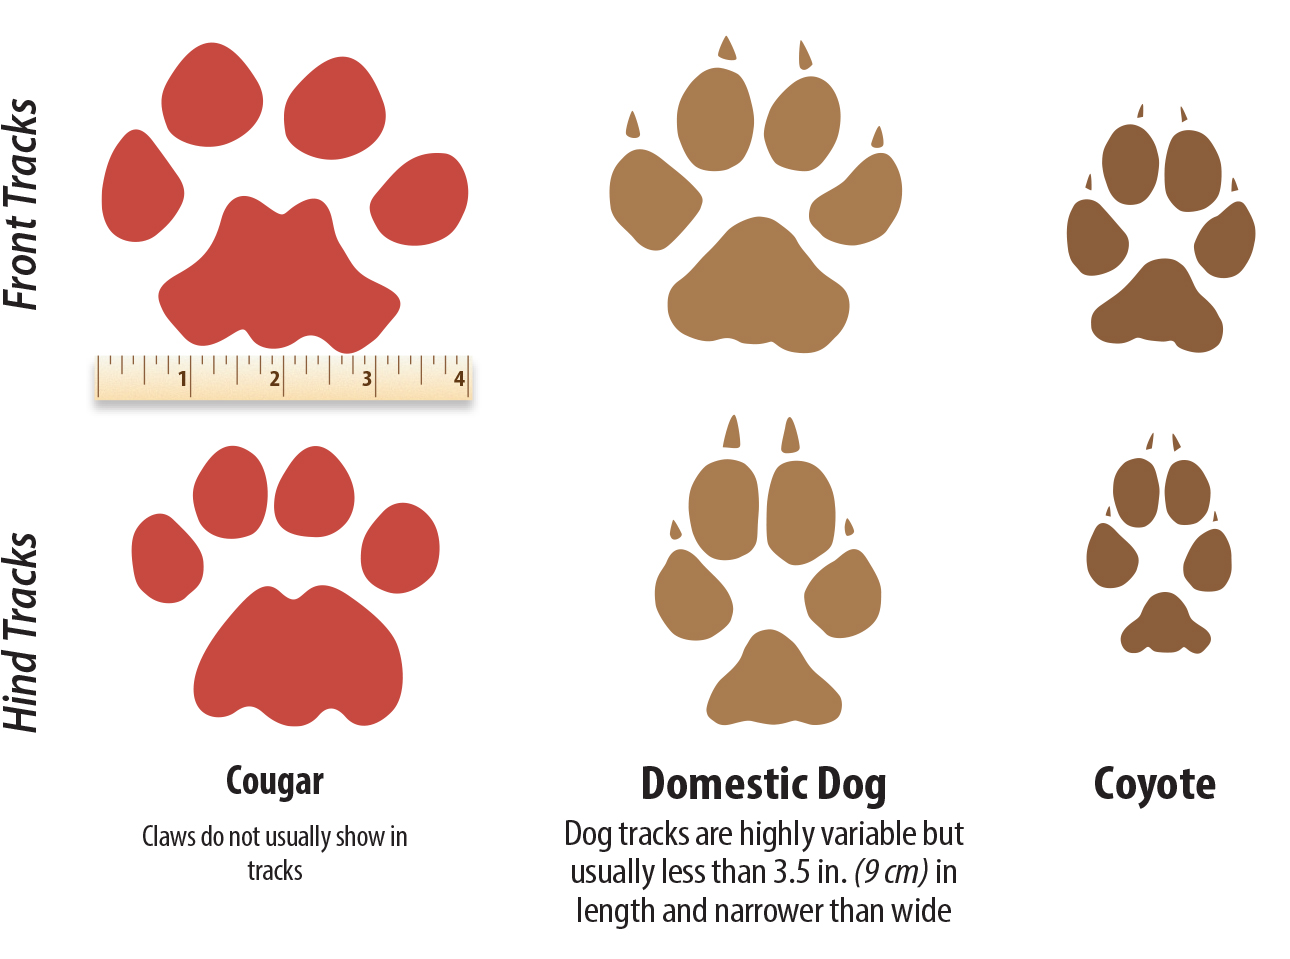 Front Tracks
1 2 3 4
Hind Tracks
Cougar
Claws do not usually show in
tracks
Domestic Dog
Dog tracks are highly variable but
usually less than 3.5 in. (9 cm) in
length and narrower than wide
Coyote